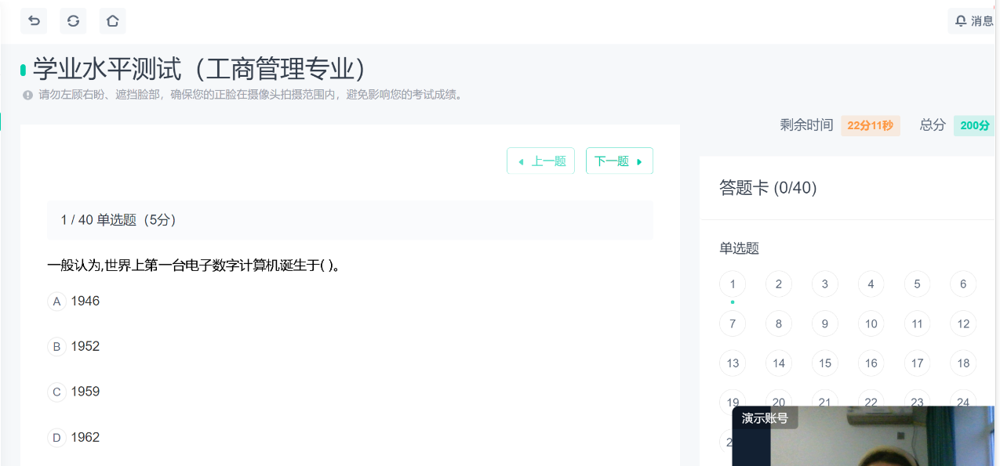 消息
学业水平测试（工商管理专业）
请勿左顾右盼、遮挡脸部，确保您的正脸在摄像头拍摄范围内，避免影响您的考试成绩。
剩余时间 22分11秒 总分 200分
上一题 下一题
答题卡 (0/40)
1 / 40 单选题（5分）
单选题
一般认为,世界上第一台电子数字计算机诞生于( )。
A 1946
B 1952
C 1959
D 1962
1 2 3 4 5 6
7 8 9 10 11 12
13 14 15 16 17 18
19 20 21 22 23 24
演示账号